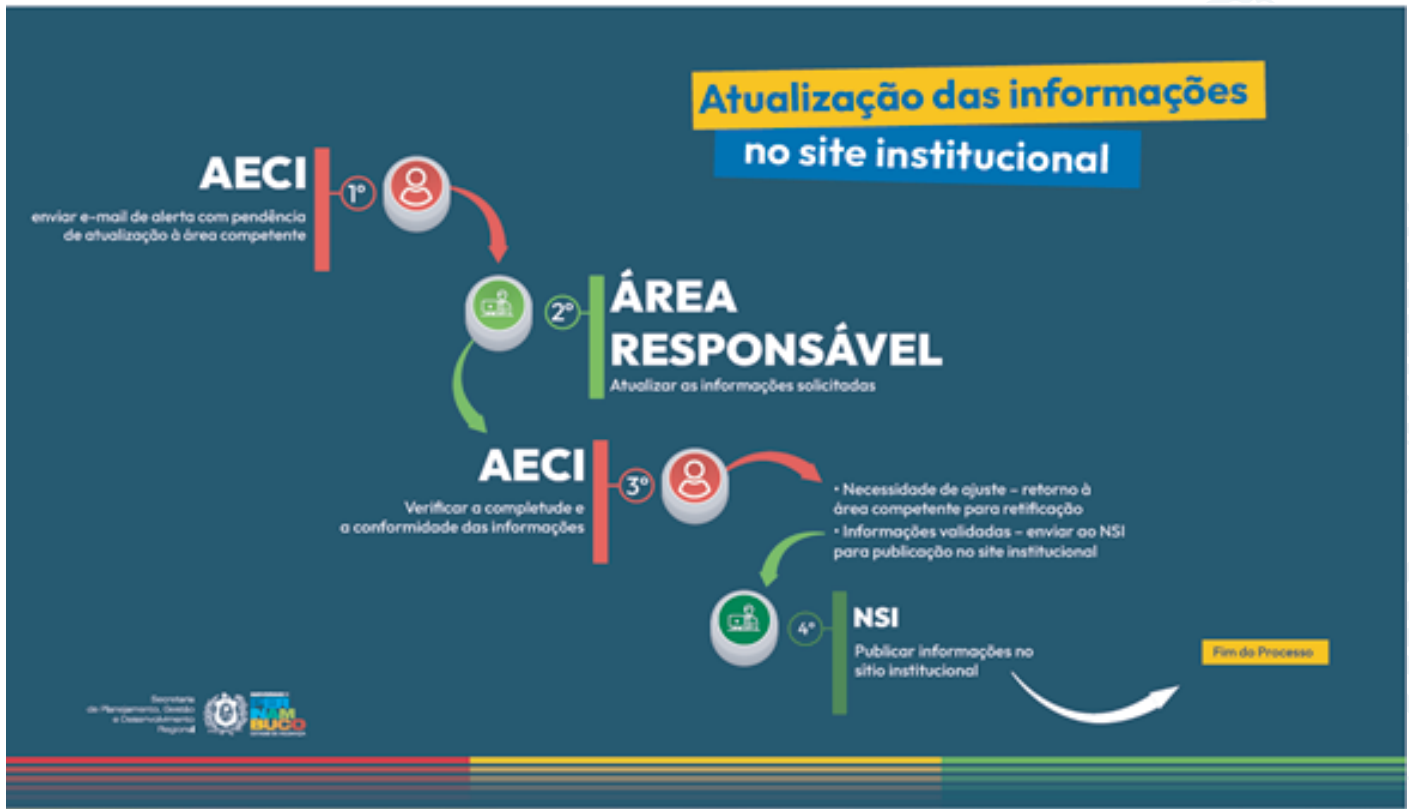 Atualização das informações
no site institucional
AECI
1º
enviar e-mail de alerta com pendência
de atualização à área competente
2º
ÁREA
RESPONSÁVEL
Atualizar as informações solicitadas
AECI
3º
Verificar a completude e
a conformidade das informações
• Necessidade de ajuste – retorno à
área competente para retificação
• Informações validadas – enviar ao NSI
para publicação no site institucional
4º
NSI
Publicar informações no
sítio institucional
Fim do Processo
Secretaria
de Planejamento, Gestão
e Desenvolvimento
Regional
PER
NAM
BUCO